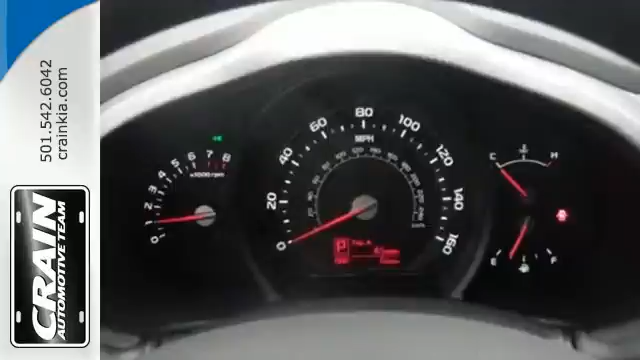 501.542.6042
crainkia.com
CRAIN
AUTOMOTIVE TEAM
0 1 2 3 4 5 6 7 8
x1000 rpm
0 20 40 60 80 100 120 140 160
MPH
P
C H
E F